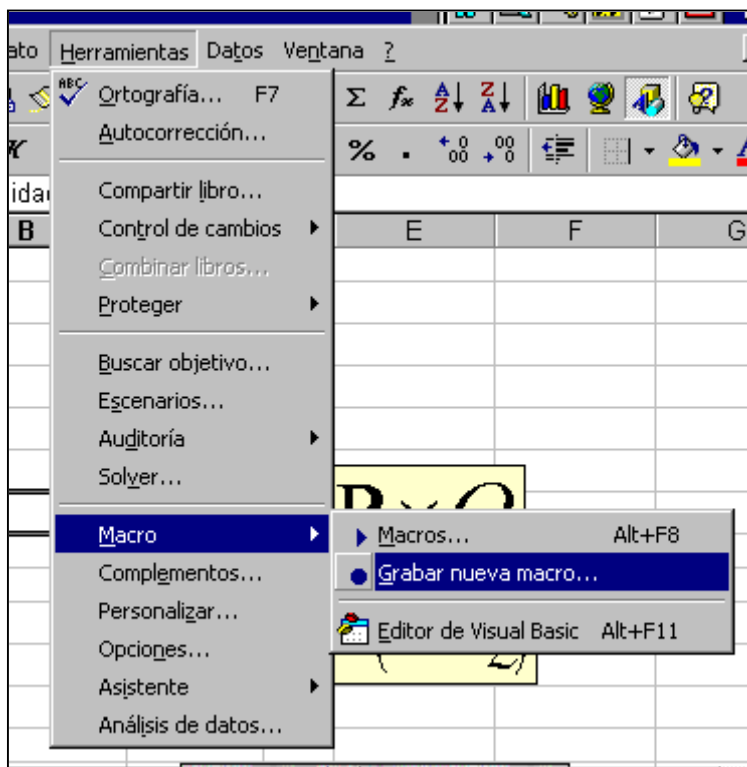 ato Herramientas Datos Ventana ?
ABC Ortografía... F7
Autocorrección...
K % .
Compartir libro...
idad
B E F G
Control de cambios
Combinar libros...
Proteger
Buscar objetivo...
Escenarios...
Auditoría
Solver...
Macro
Macros... Alt+F8
Complementos...
Grabar nueva macro...
Personalizar...
Editor de Visual Basic Alt+F11
Opciones...
Asistente
Análisis de datos...